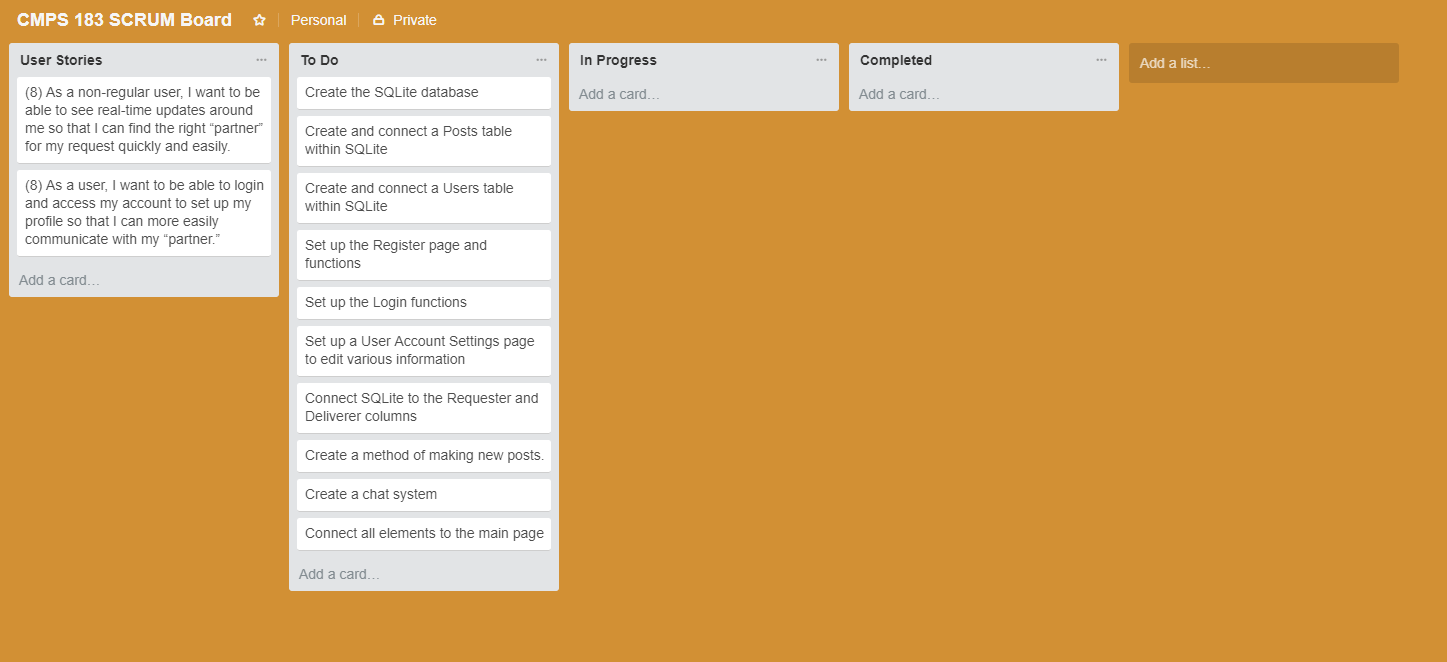 CMPS 183 SCRUM Board
Personal
Private
User Stories
(8) As a non-regular user, I want to be
able to see real-time updates around
me so that I can find the right “partner”
for my request quickly and easily.
(8) As a user, I want to be able to login
and access my account to set up my
profile so that I can more easily
communicate with my “partner.”
Add a card…
To Do
Create the SQLite database
Create and connect a Posts table
within SQLite
Create and connect a Users table
within SQLite
Set up the Register page and
functions
Set up the Login functions
Set up a User Account Settings page
to edit various information
Connect SQLite to the Requester and
Deliverer columns
Create a method of making new posts.
Create a chat system
Connect all elements to the main page
Add a card…
In Progress
Add a card…
Completed
Add a card…
Add a list…